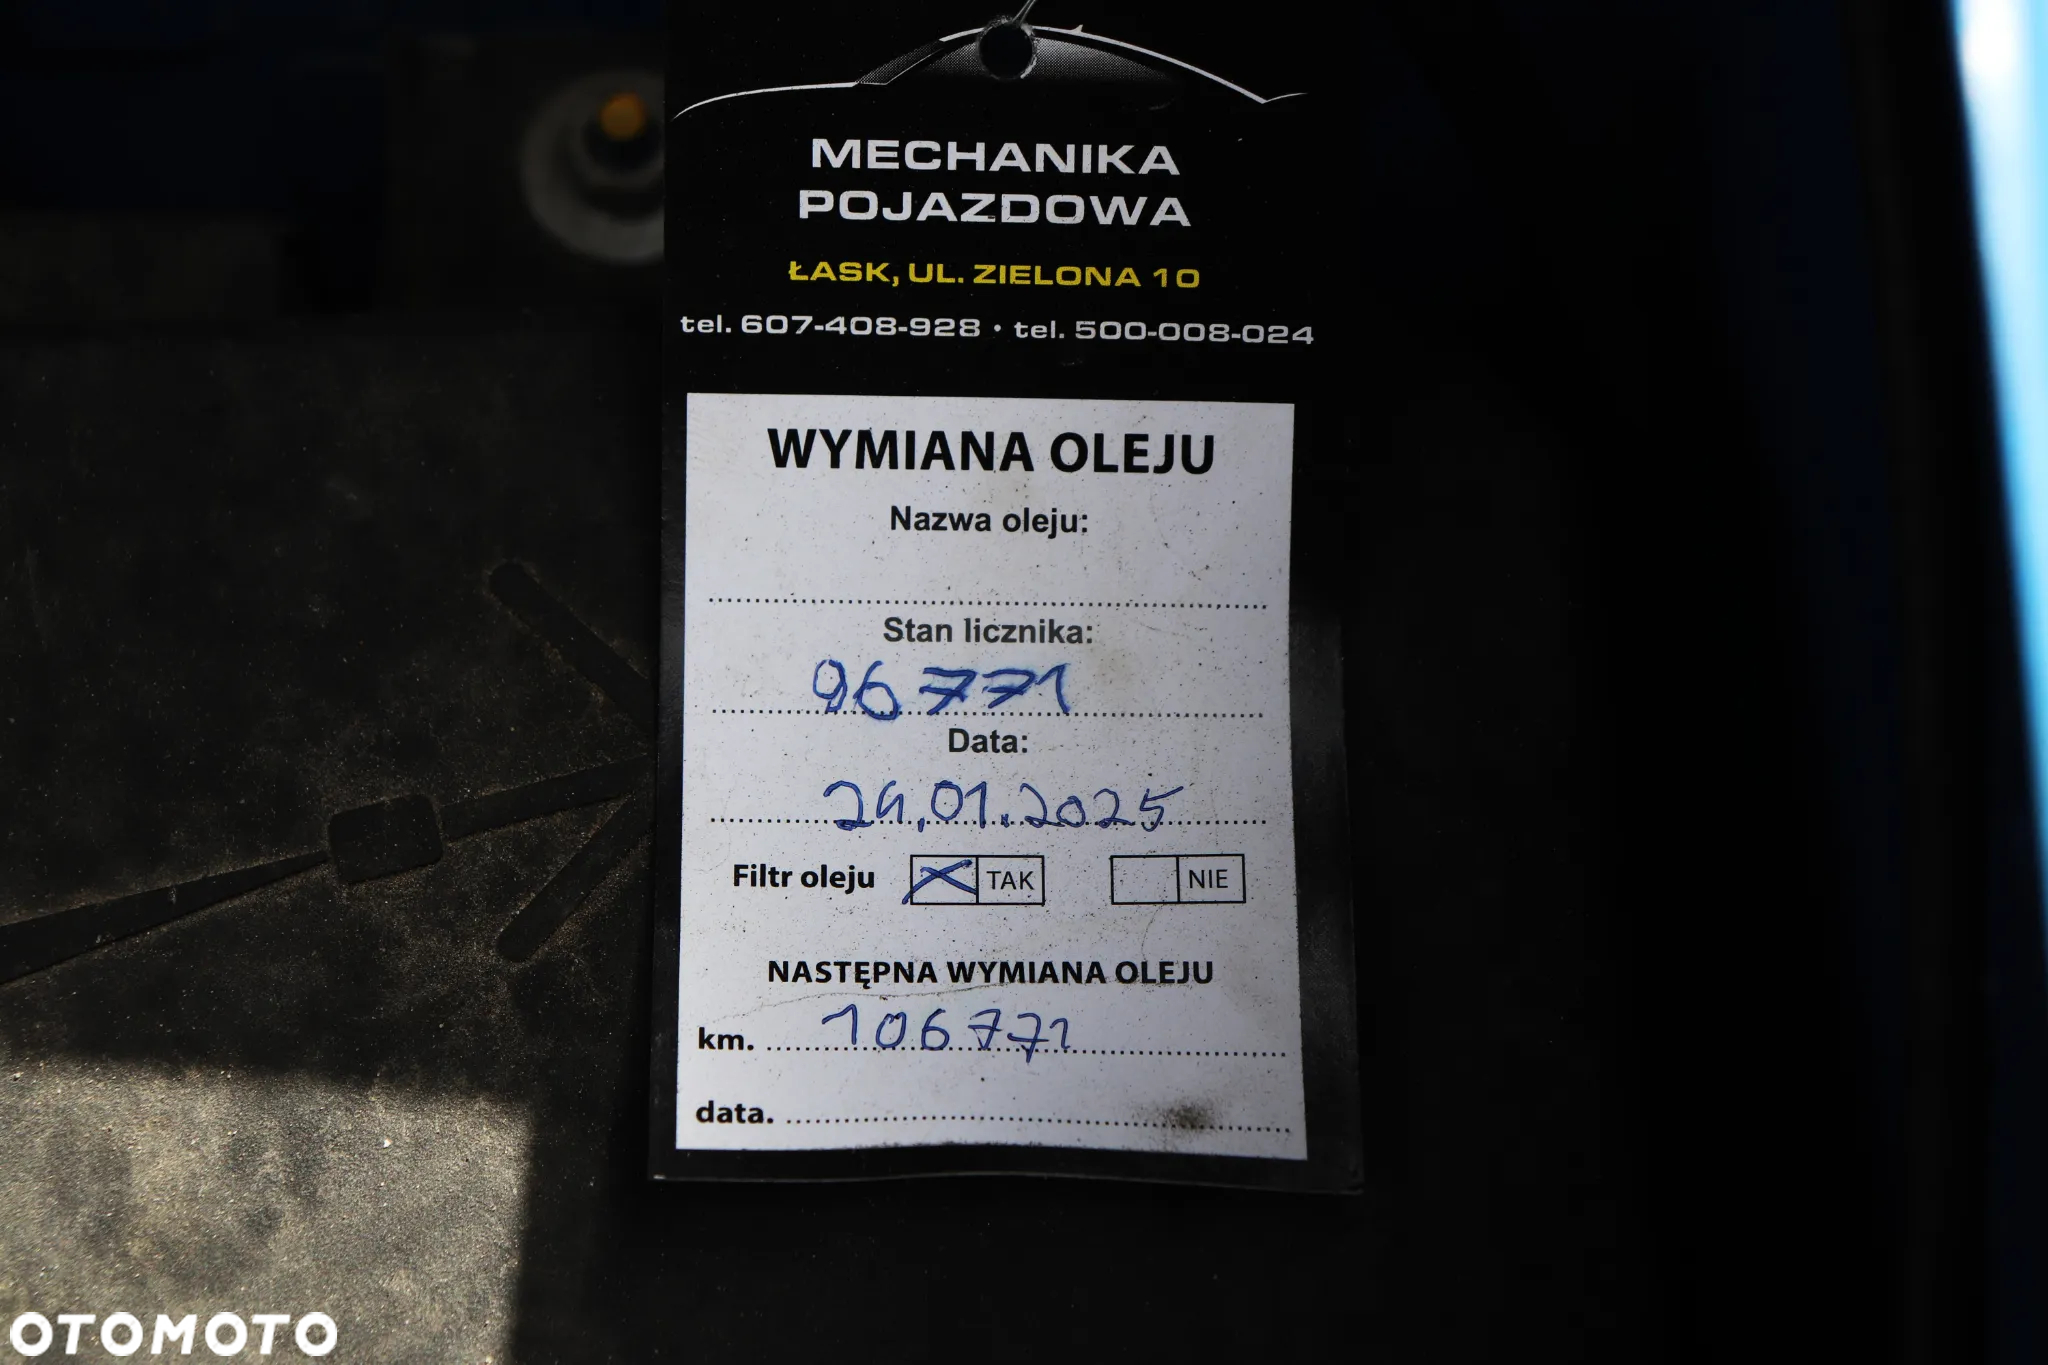 MECHANIKA
POJAZDOWA
ŁASK, UL. ZIELONA 10
tel. 607-408-928 • tel. 500-008-024
WYMIANA OLEJU
Nazwa oleju:
Stan licznika:
96771
Data:
29.01.2025
Filtr oleju TAK NIE
NASTĘPNA WYMIANA OLEJU
km. 106771
data.
OTOMOTO